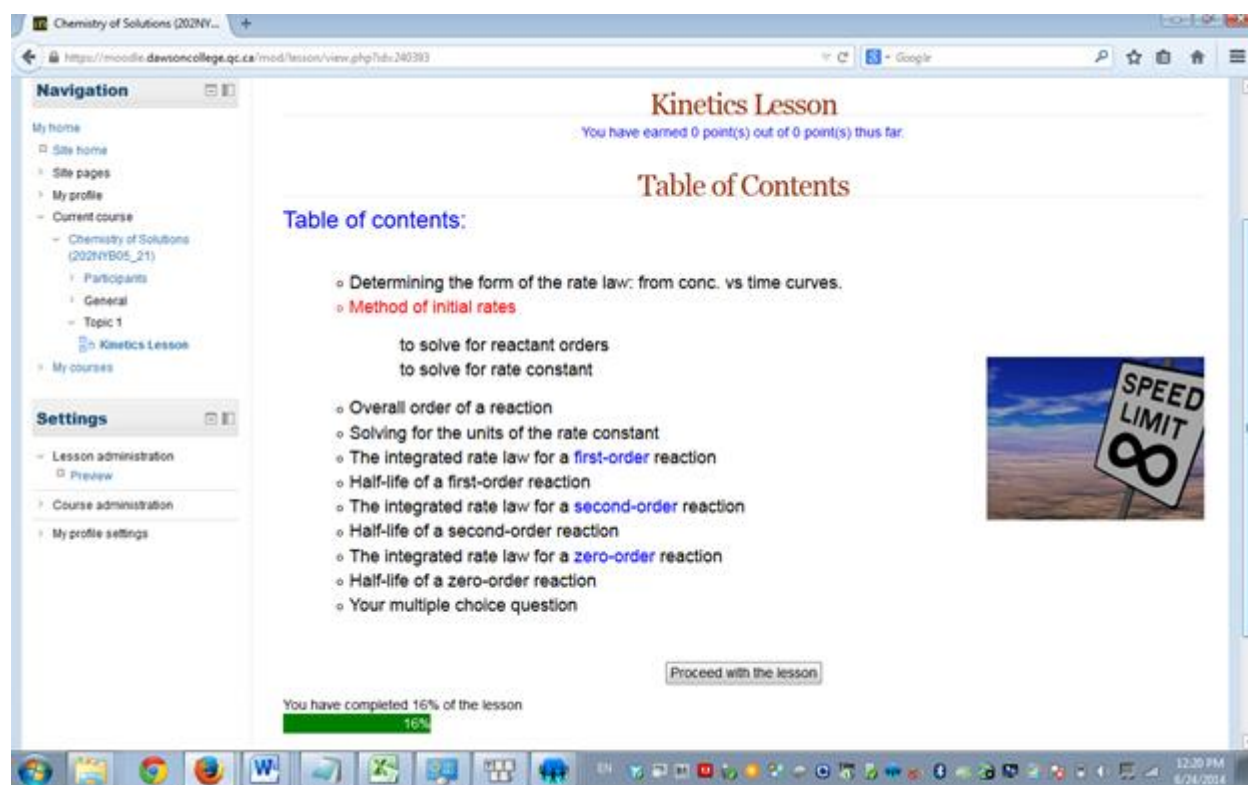 Chemistry of Solutions (202NY...
https://moodle.dawsoncollege.qc.ca/mod/lesson/view.php?id=240393
Google
Navigation
My home
Site home
Site pages
My profile
Current course
Chemistry of Solutions
(202NYB05_21)
Participants
General
Topic 1
Kinetics Lesson
My courses
Settings
Lesson administration
Preview
Course administration
My profile settings
Kinetics Lesson
You have earned 0 point(s) out of 0 point(s) thus far.
Table of Contents
Table of contents:
Determining the form of the rate law: from conc. vs time curves.
Method of initial rates
to solve for reactant orders
to solve for rate constant
Overall order of a reaction
Solving for the units of the rate constant
The integrated rate law for a first-order reaction
Half-life of a first-order reaction
The integrated rate law for a second-order reaction
Half-life of a second-order reaction
The integrated rate law for a zero-order reaction
Half-life of a zero-order reaction
Your multiple choice question
SPEED
LIMIT
∞
Proceed with the lesson
You have completed 16% of the lesson
16%
EN
12:20 PM
6/24/2014